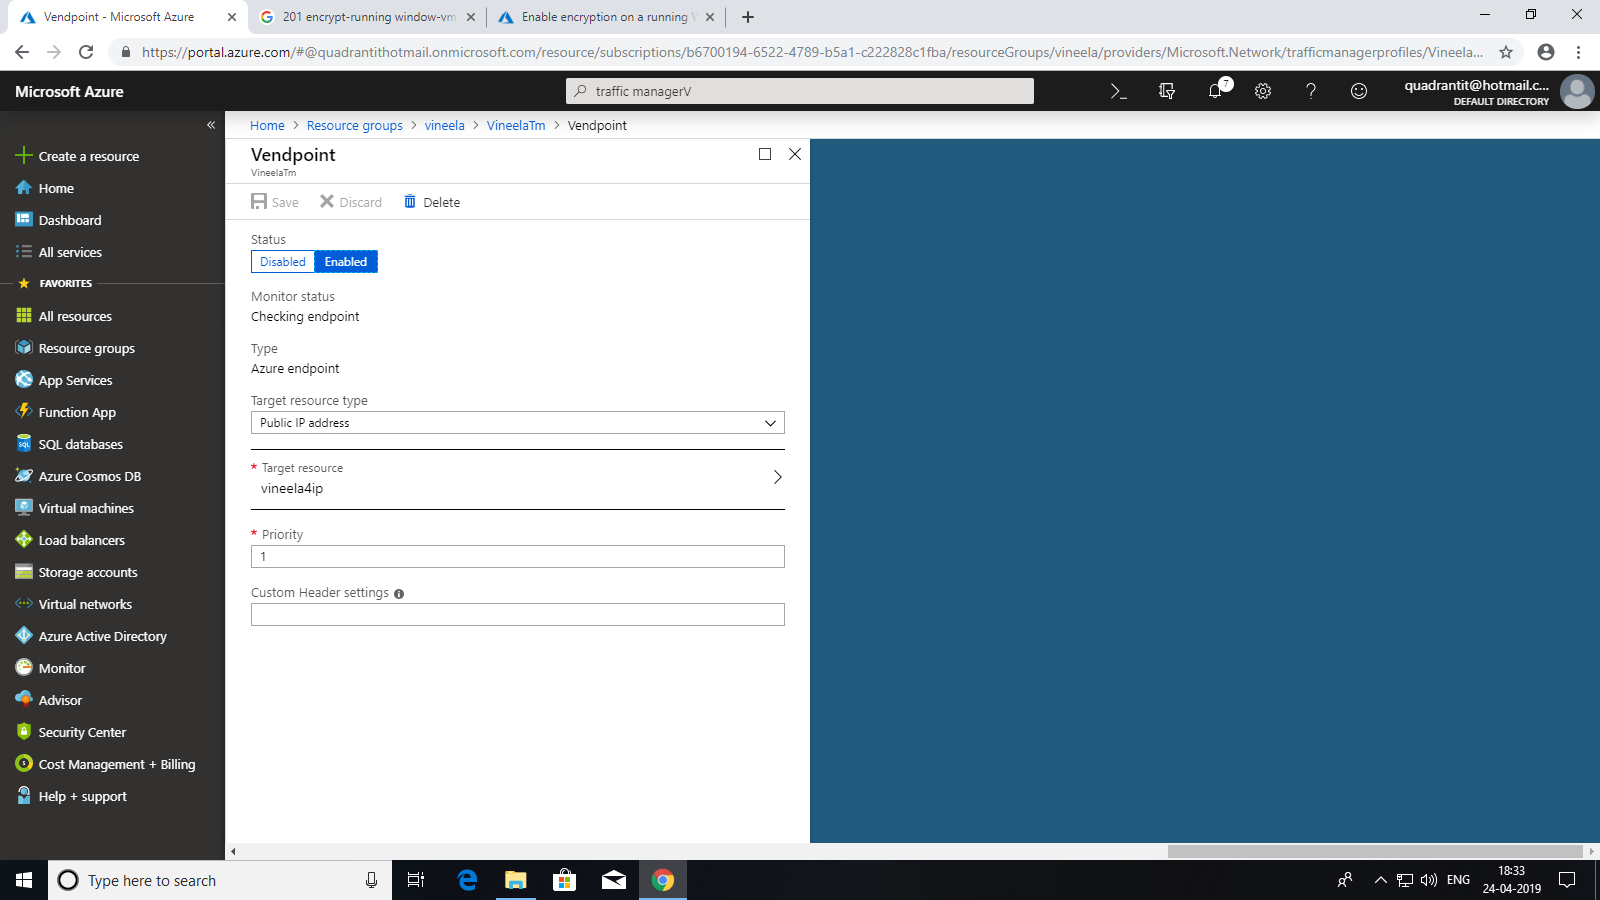 Vendpoint - Microsoft Azure
201 encrypt-running window-vm
Enable encryption on a running W
https://portal.azure.com/#@quadrantithotmail.onmicrosoft.com/resource/subscriptions/b6700194-6522-4789-b5a1-c222828c1fba/resourceGroups/vineela/providers/Microsoft.Network/trafficmanagerprofiles/Vineela...
Microsoft Azure
traffic managerV
7
quadrantit@hotmail.c...
DEFAULT DIRECTORY
Home > Resource groups > vineela > VineelaTm > Vendpoint
Create a resource
Home
Dashboard
All services
FAVORITES
All resources
Resource groups
App Services
Function App
SQL databases
Azure Cosmos DB
Virtual machines
Load balancers
Storage accounts
Virtual networks
Azure Active Directory
Monitor
Advisor
Security Center
Cost Management + Billing
Help + support
Vendpoint
VineelaTm
Save Discard Delete
Status
Disabled Enabled
Monitor status
Checking endpoint
Type
Azure endpoint
Target resource type
Public IP address
* Target resource
vineela4ip
* Priority
1
Custom Header settings
Type here to search
ENG
18:33
24-04-2019